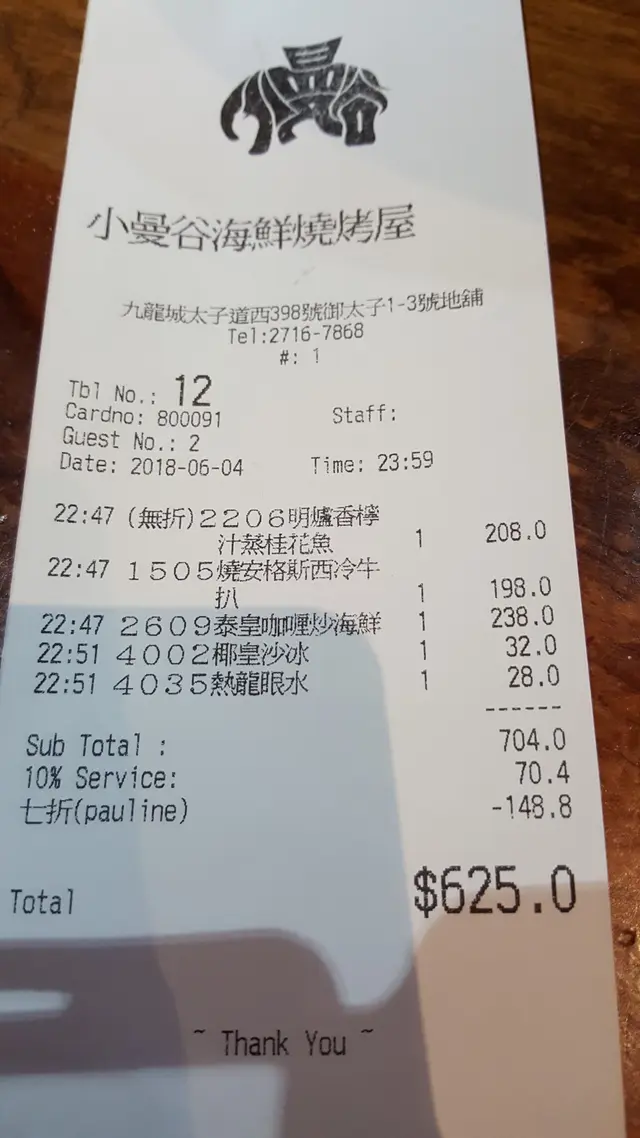 小曼谷
小曼谷海鮮燒烤屋
九龍城太子道西398號御太子1-3號地舖
Tel:2716-7868
#: 1
Tbl No.: 12
Cardno: 800091 Staff:
Guest No.: 2
Date: 2018-06-04 Time: 23:59
22:47 (無折)2206明爐香檸
汁蒸桂花魚 1 208.0
22:47 1505燒安格斯西冷牛
扒 1 198.0
22:47 2609泰皇咖喱炒海鮮 1 238.0
22:51 4002椰皇沙冰 1 32.0
22:51 4035熱龍眼水 1 28.0
------
Sub Total : 704.0
10% Service: 70.4
七折(pauline) -148.8
Total $625.0
~ Thank You ~